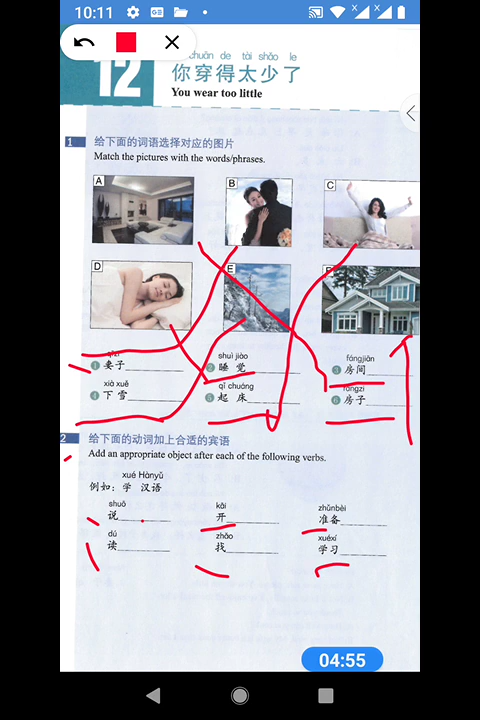 10:11
12
chuān de tài shǎo le
你穿得太少了
You wear too little
1 给下面的词语选择对应的图片
Match the pictures with the words/phrases.
A B C
D E
shuì jiào fángjiān
1 妻子 2 睡觉 3 房间
xià xuě qǐ chuáng
4 下雪 5 起床 6 房子
2 给下面的动词加上合适的宾语
Add an appropriate object after each of the following verbs.
xué Hànyǔ
例如：学 汉语
shuō kāi zhǔnbèi
说 开 准备
dú zhǎo xuéxí
读 找 学习
04:55